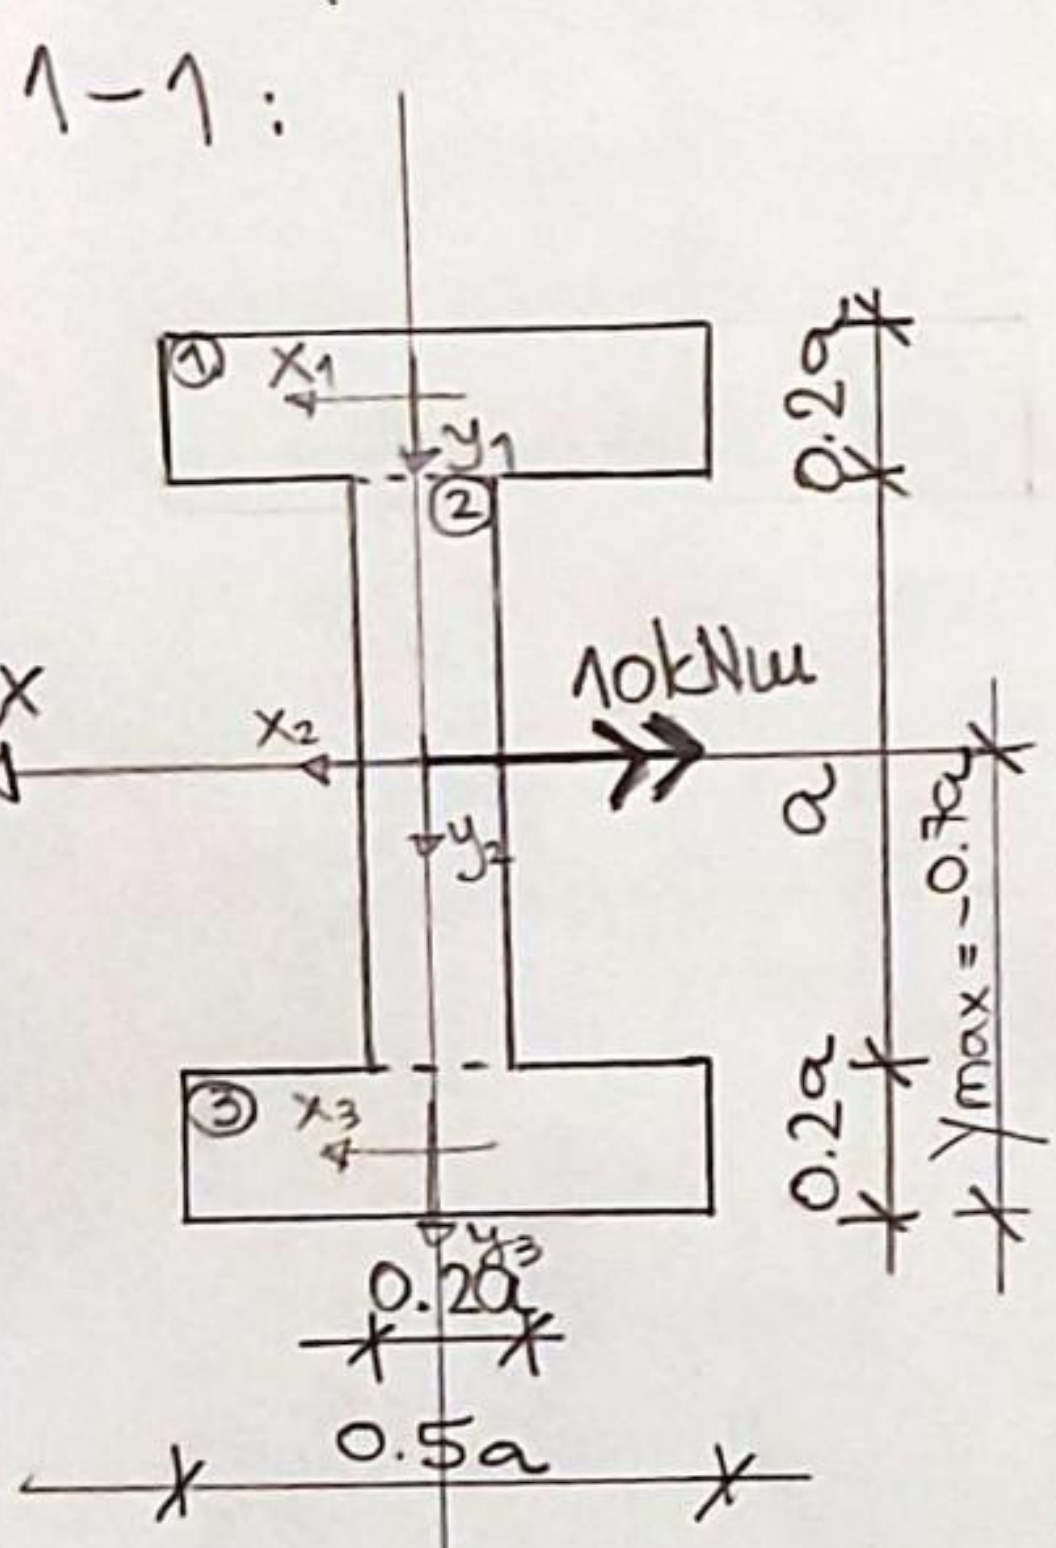 1-1:
①
x₁
0.2a
y₁
②
10kNm
x
x₂
a
y₂
ymax = -0.7a
0.2a
③
x₃
y₃
0.2a
0.5a